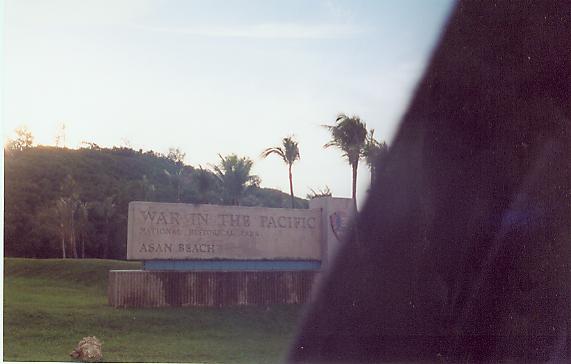 WAR IN THE PACIFIC
NATIONAL HISTORICAL PARK
ASAN BEACH